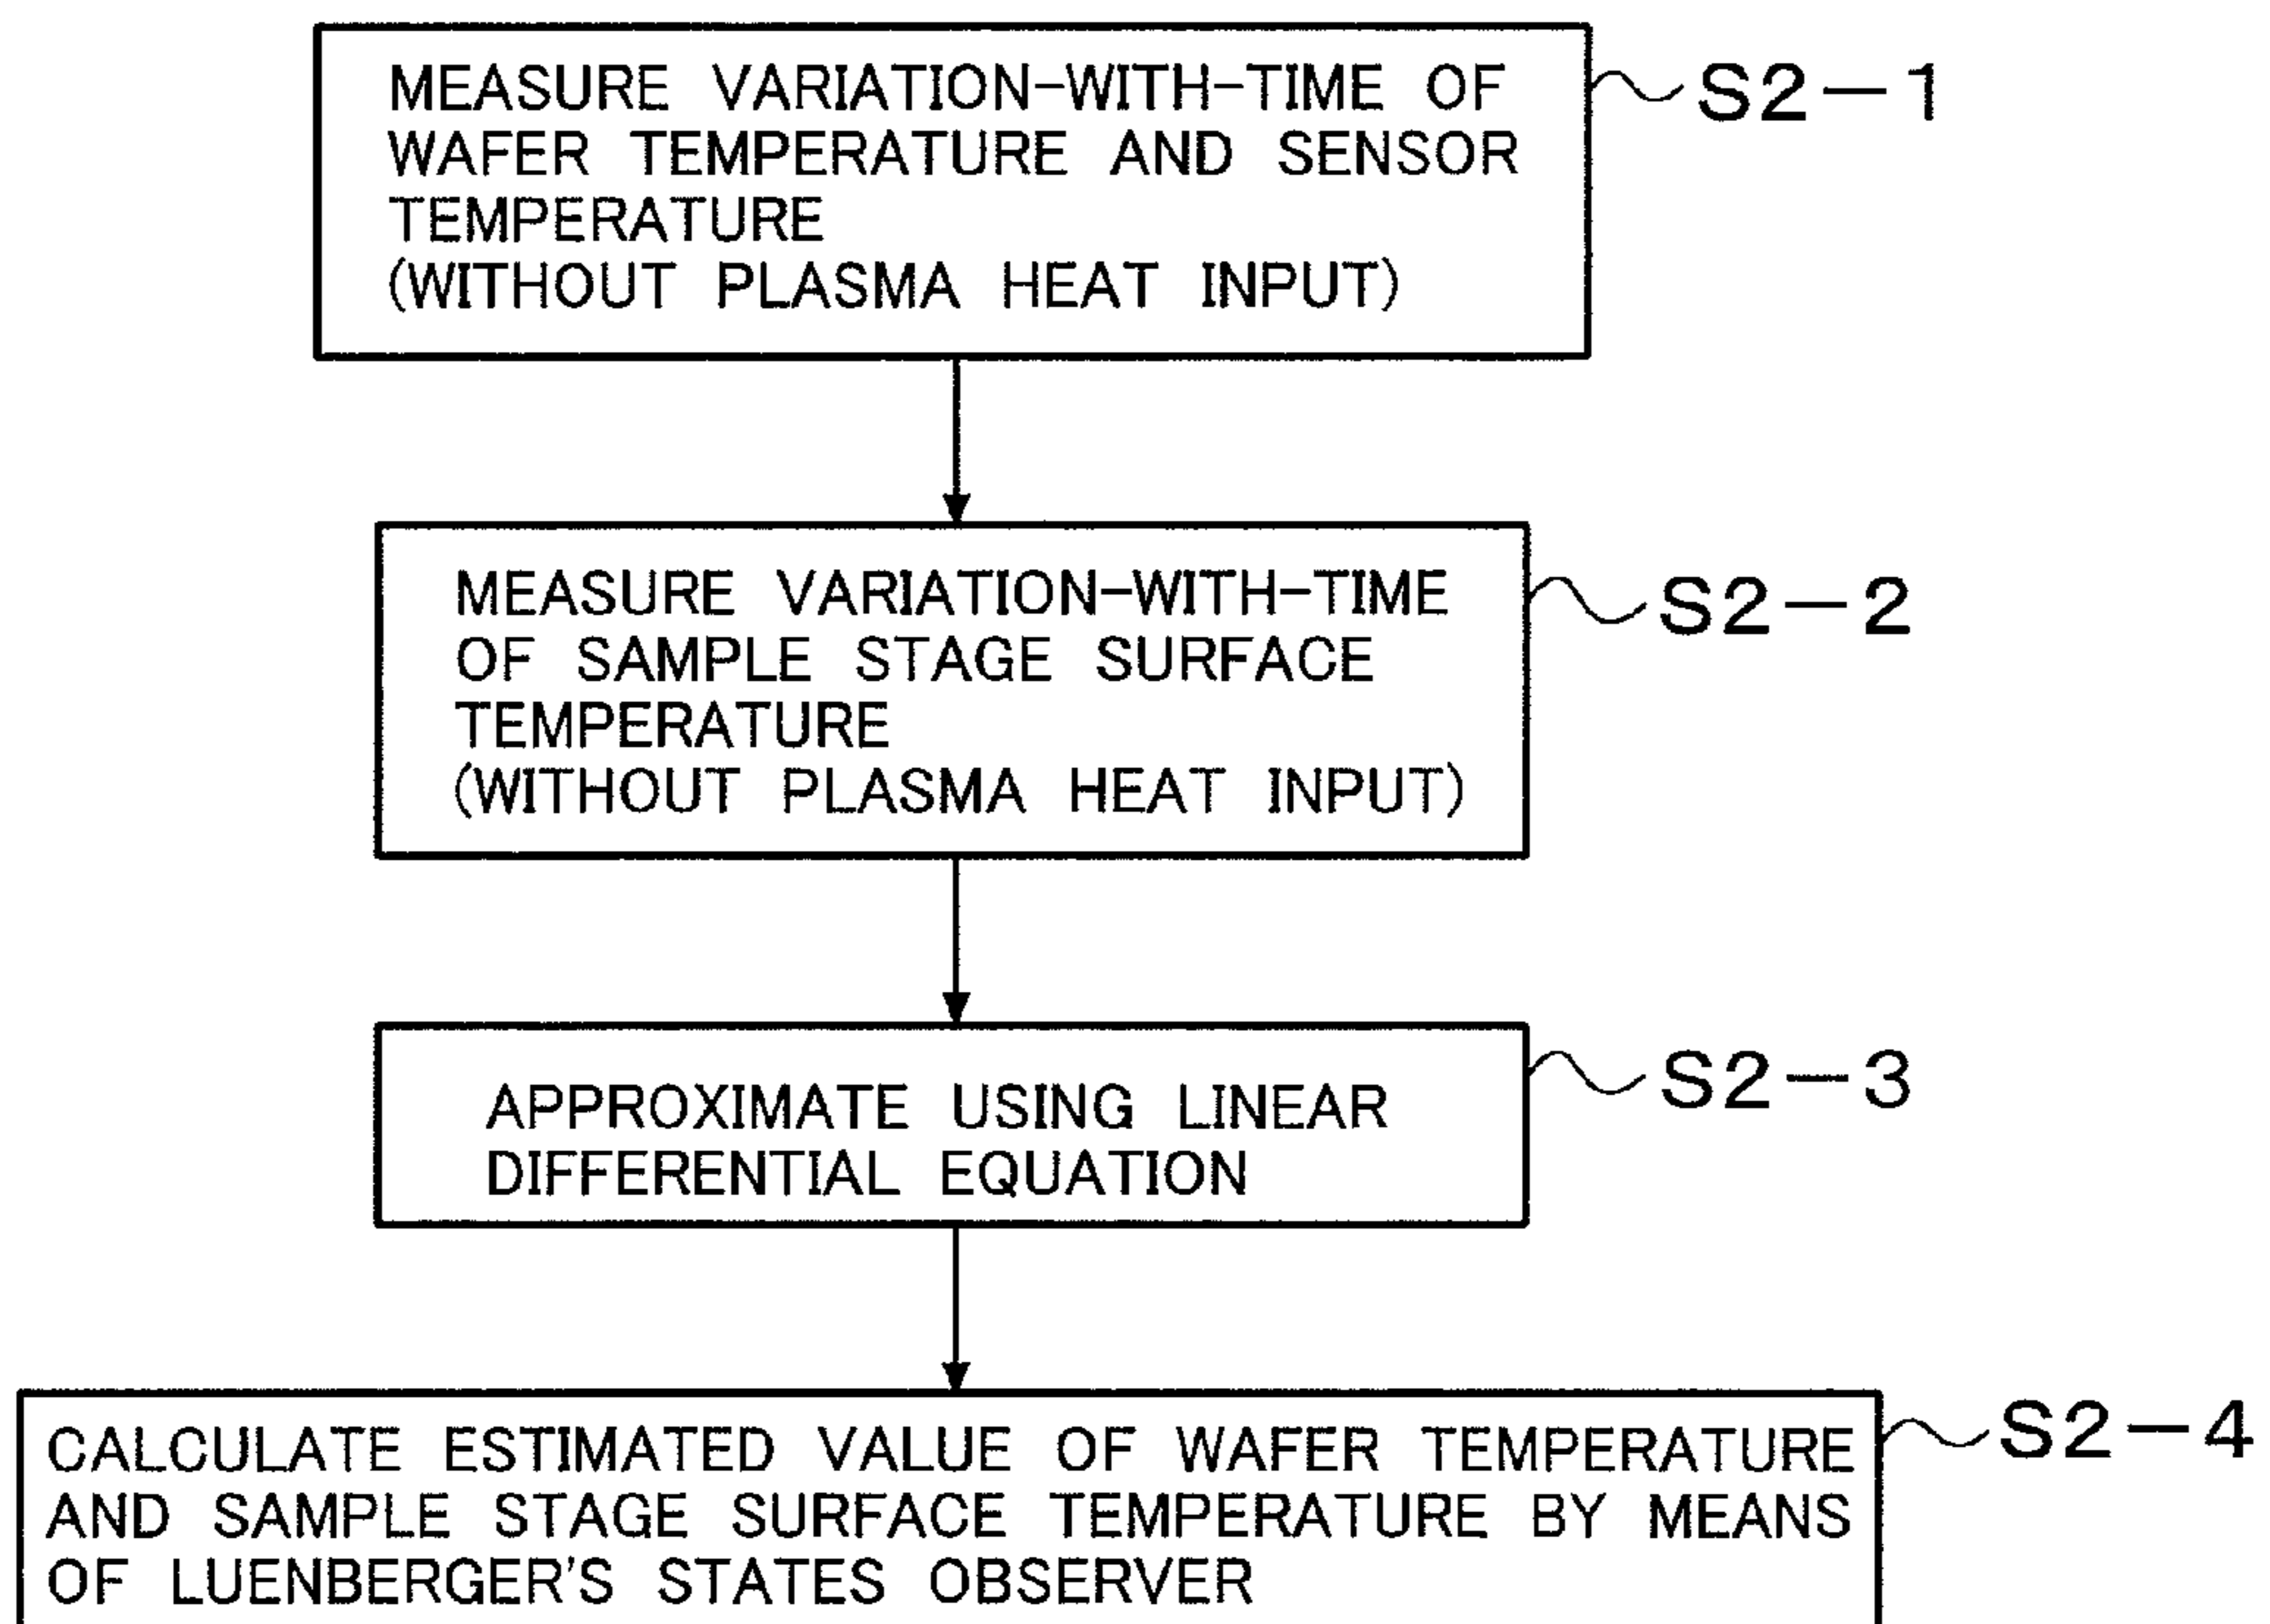 MEASURE VARIATION-WITH-TIME OF
WAFER TEMPERATURE AND SENSOR
TEMPERATURE
(WITHOUT PLASMA HEAT INPUT)
S2-1
MEASURE VARIATION-WITH-TIME
OF SAMPLE STAGE SURFACE
TEMPERATURE
(WITHOUT PLASMA HEAT INPUT)
S2-2
APPROXIMATE USING LINEAR
DIFFERENTIAL EQUATION
S2-3
CALCULATE ESTIMATED VALUE OF WAFER TEMPERATURE
AND SAMPLE STAGE SURFACE TEMPERATURE BY MEANS
OF LUENBERGER'S STATES OBSERVER
S2-4